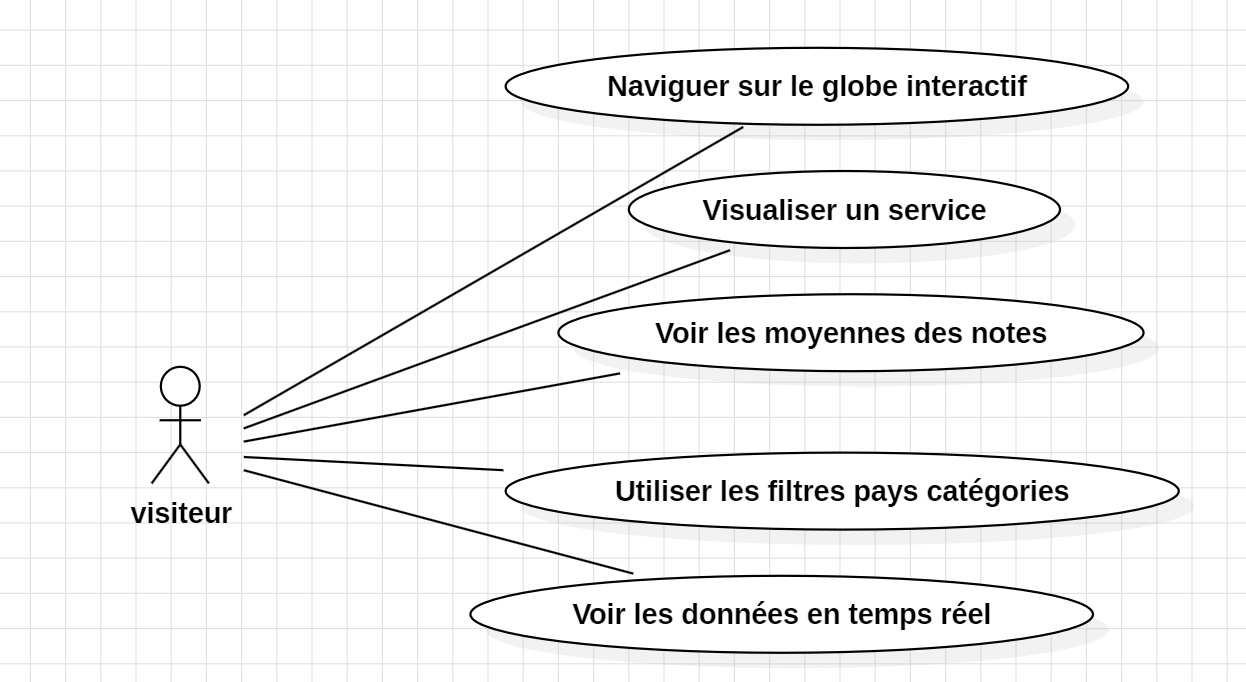 Naviguer sur le globe interactif
Visualiser un service
Voir les moyennes des notes
Utiliser les filtres pays catégories
visiteur
Voir les données en temps réel